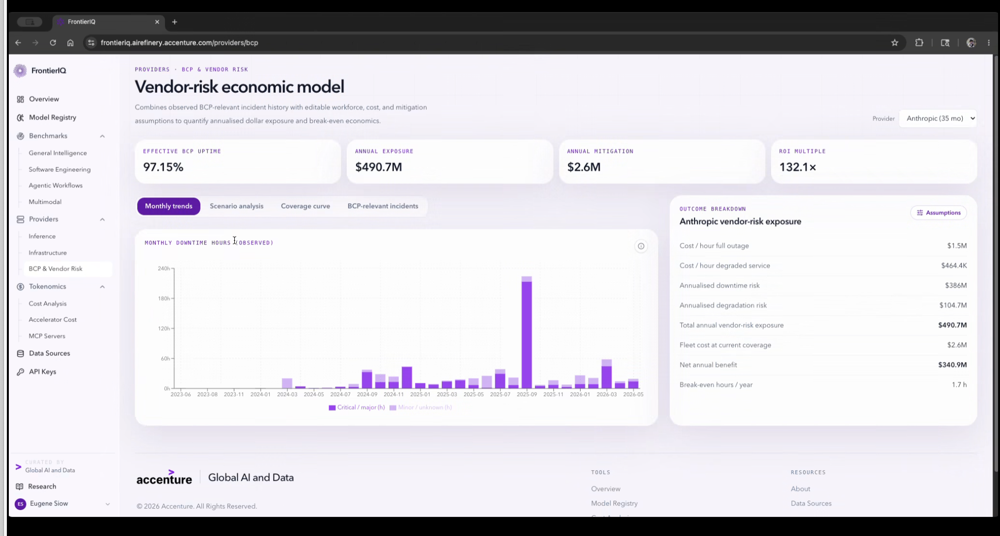 FrontierIQ
frontieriq.airefinery.accenture.com/providers/bcp
FrontierIQ
Overview
Model Registry
Benchmarks
General Intelligence
Software Engineering
Agentic Workflows
Multimodal
Providers
Inference
Infrastructure
BCP & Vendor Risk
Tokenomics
Cost Analysis
Accelerator Cost
MCP Servers
Data Sources
API Keys
CURATED BY
Global AI and Data
Research
ES Eugene Siow
PROVIDERS · BCP & VENDOR RISK
Vendor-risk economic model
Combines observed BCP-relevant incident history with editable workforce, cost, and mitigation
assumptions to quantify annualised dollar exposure and break-even economics.
Provider Anthropic (35 mo)
EFFECTIVE BCP UPTIME
97.15%
ANNUAL EXPOSURE
$490.7M
ANNUAL MITIGATION
$2.6M
ROI MULTIPLE
132.1×
Monthly trends Scenario analysis Coverage curve BCP-relevant incidents
MONTHLY DOWNTIME HOURS (OBSERVED)
240h
180h
120h
60h
0h
2023-06 2023-08 2023-11 2024-01 2024-03 2024-05 2024-07 2024-09 2024-11 2025-01 2025-03 2025-05 2025-07 2025-09 2025-11 2026-01 2026-03 2026-05
Critical / major (h) Minor / unknown (h)
OUTCOME BREAKDOWN
Anthropic vendor-risk exposure
Assumptions
Cost / hour full outage $1.5M
Cost / hour degraded service $464.4K
Annualised downtime risk $386M
Annualised degradation risk $104.7M
Total annual vendor-risk exposure $490.7M
Fleet cost at current coverage $2.6M
Net annual benefit $340.9M
Break-even hours / year 1.7 h
accenture Global AI and Data
© 2026 Accenture. All Rights Reserved.
TOOLS
Overview
Model Registry
RESOURCES
About
Data Sources